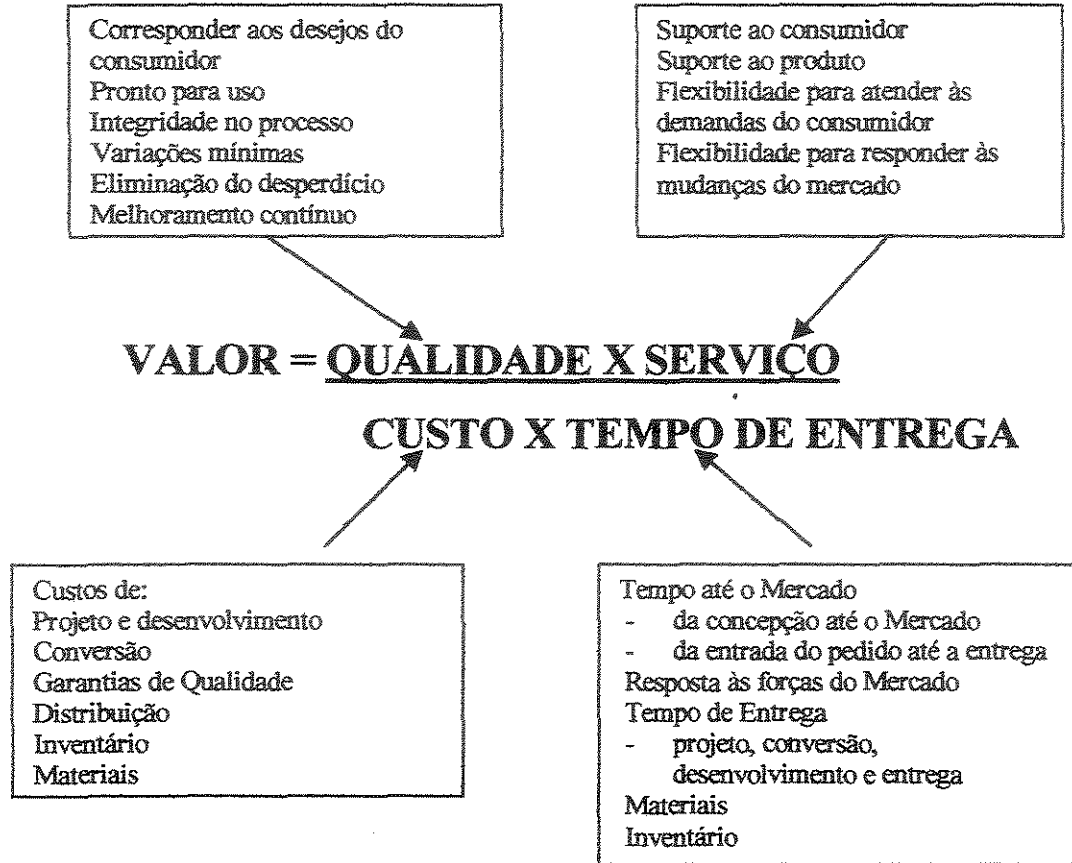 Corresponder aos desejos do
consumidor
Pronto para uso
Integridade no processo
Variações mínimas
Eliminação do desperdício
Melhoramento contínuo
Suporte ao consumidor
Suporte ao produto
Flexibilidade para atender às
demandas do consumidor
Flexibilidade para responder às
mudanças do mercado
VALOR = QUALIDADE X SERVIÇO
CUSTO X TEMPO DE ENTREGA
Custos de:
Projeto e desenvolvimento
Conversão
Garantias de Qualidade
Distribuição
Inventário
Materiais
Tempo até o Mercado
- da concepção até o Mercado
- da entrada do pedido até a entrega
Resposta às forças do Mercado
Tempo de Entrega
- projeto, conversão,
desenvolvimento e entrega
Materiais
Inventário